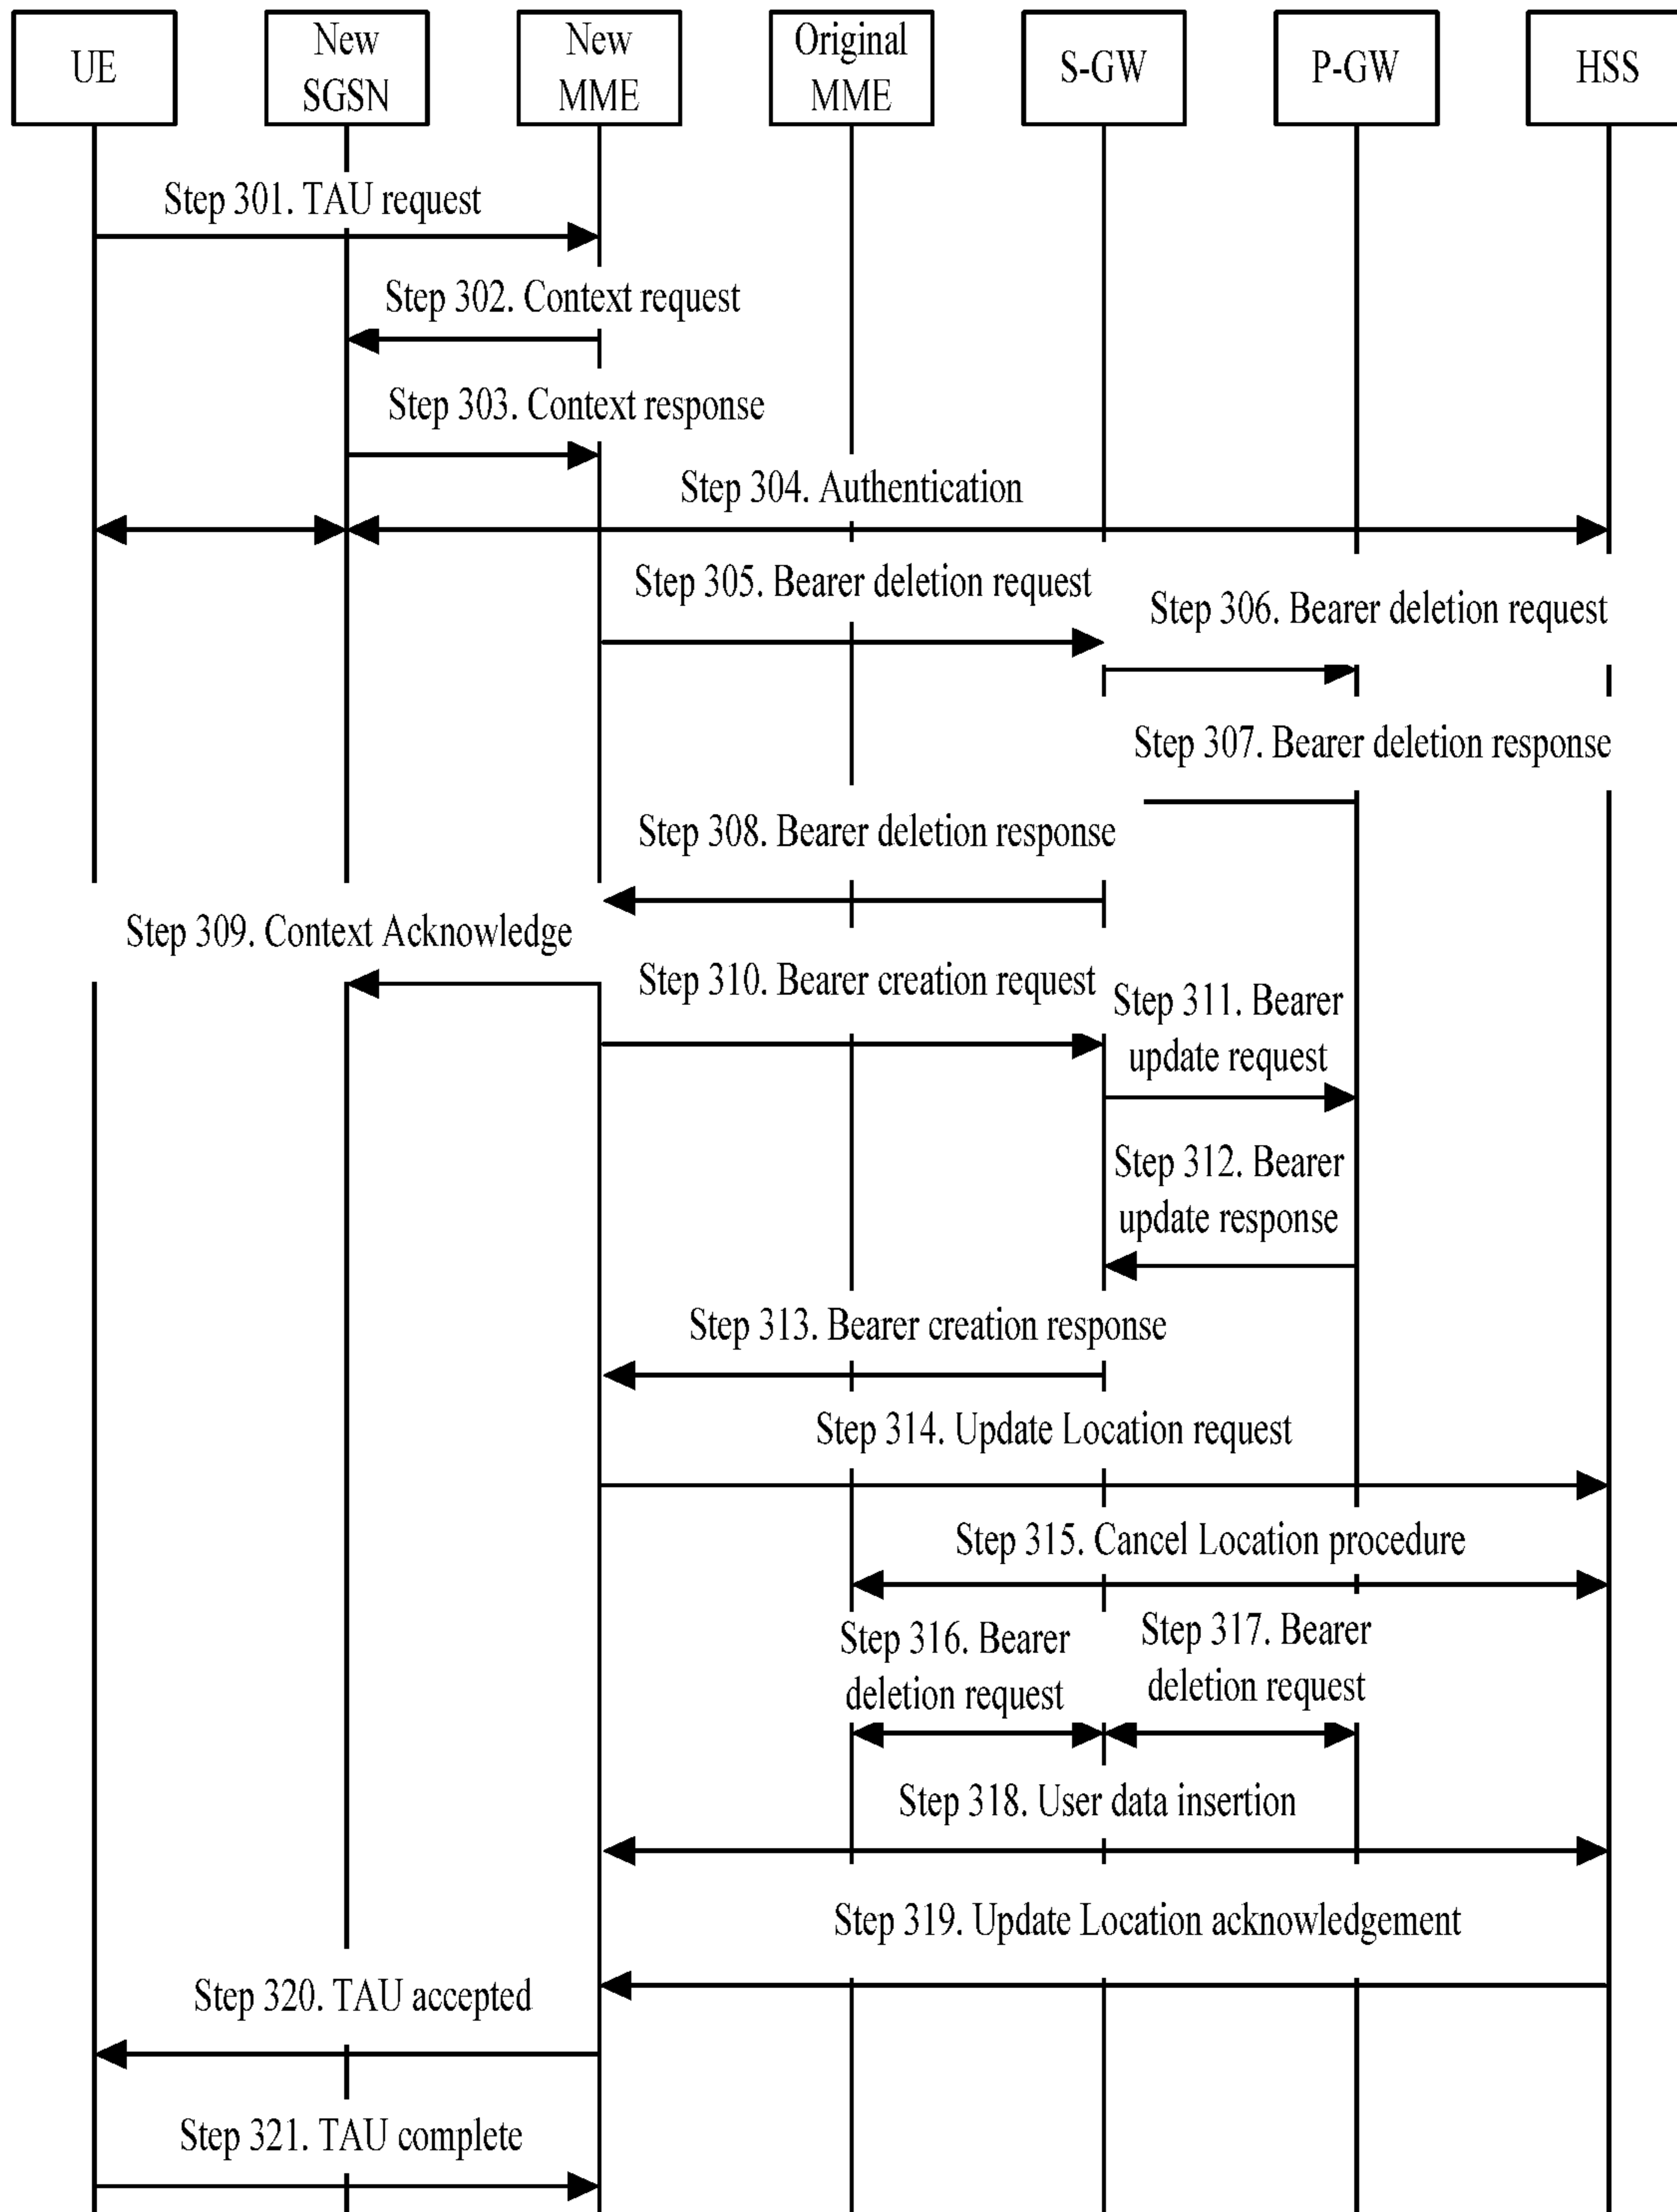 UE
New
SGSN
New
MME
Original
MME
S-GW
P-GW
HSS
Step 301. TAU request
Step 302. Context request
Step 303. Context response
Step 304. Authentication
Step 305. Bearer deletion request
Step 306. Bearer deletion request
Step 307. Bearer deletion response
Step 308. Bearer deletion response
Step 309. Context Acknowledge
Step 310. Bearer creation request
Step 311. Bearer
update request
Step 312. Bearer
update response
Step 313. Bearer creation response
Step 314. Update Location request
Step 315. Cancel Location procedure
Step 316. Bearer
deletion request
Step 317. Bearer
deletion request
Step 318. User data insertion
Step 319. Update Location acknowledgement
Step 320. TAU accepted
Step 321. TAU complete